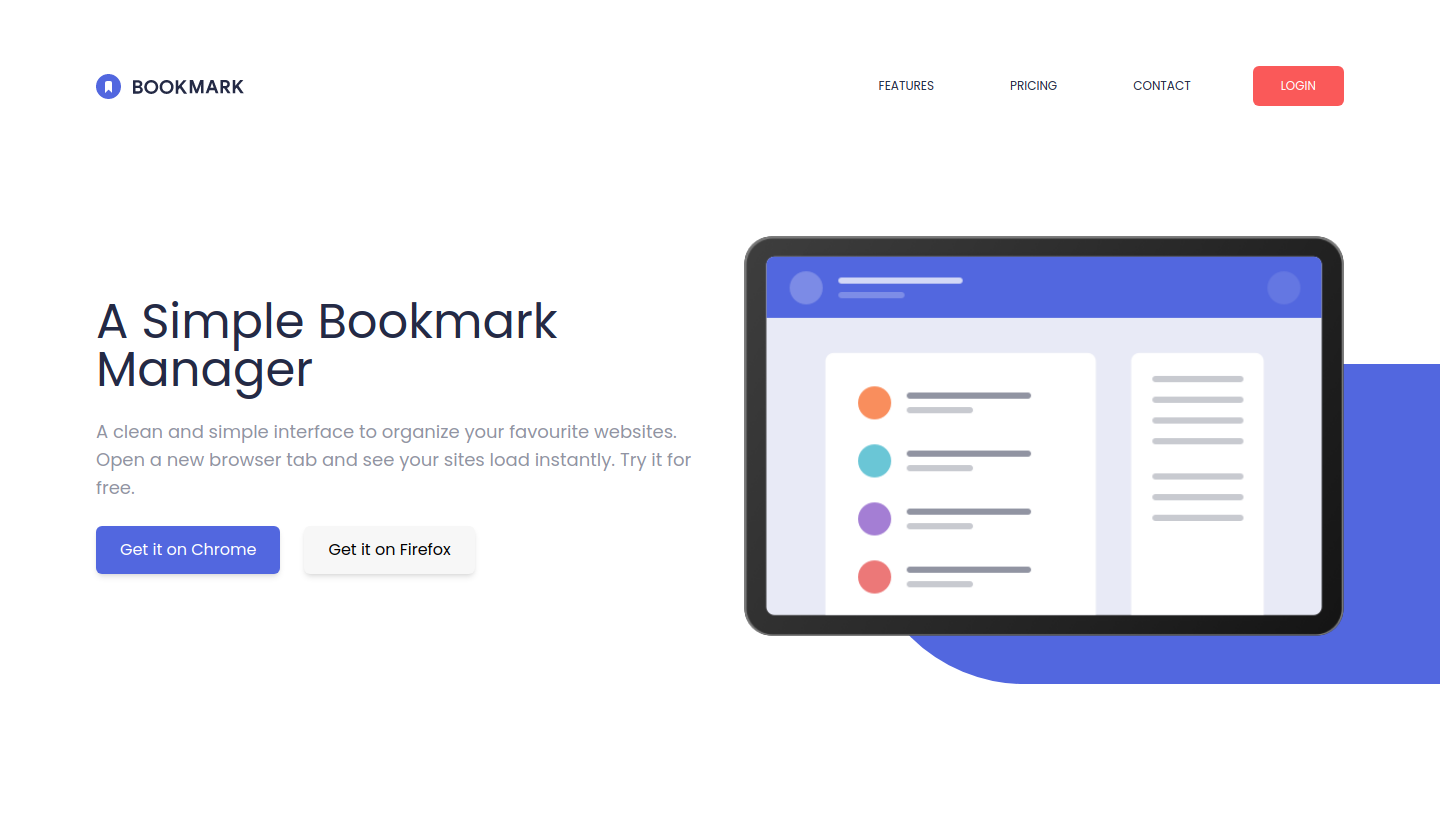 BOOKMARK
FEATURES
PRICING
CONTACT
LOGIN
A Simple Bookmark
Manager
A clean and simple interface to organize your favourite websites.
Open a new browser tab and see your sites load instantly. Try it for
free.
Get it on Chrome
Get it on Firefox